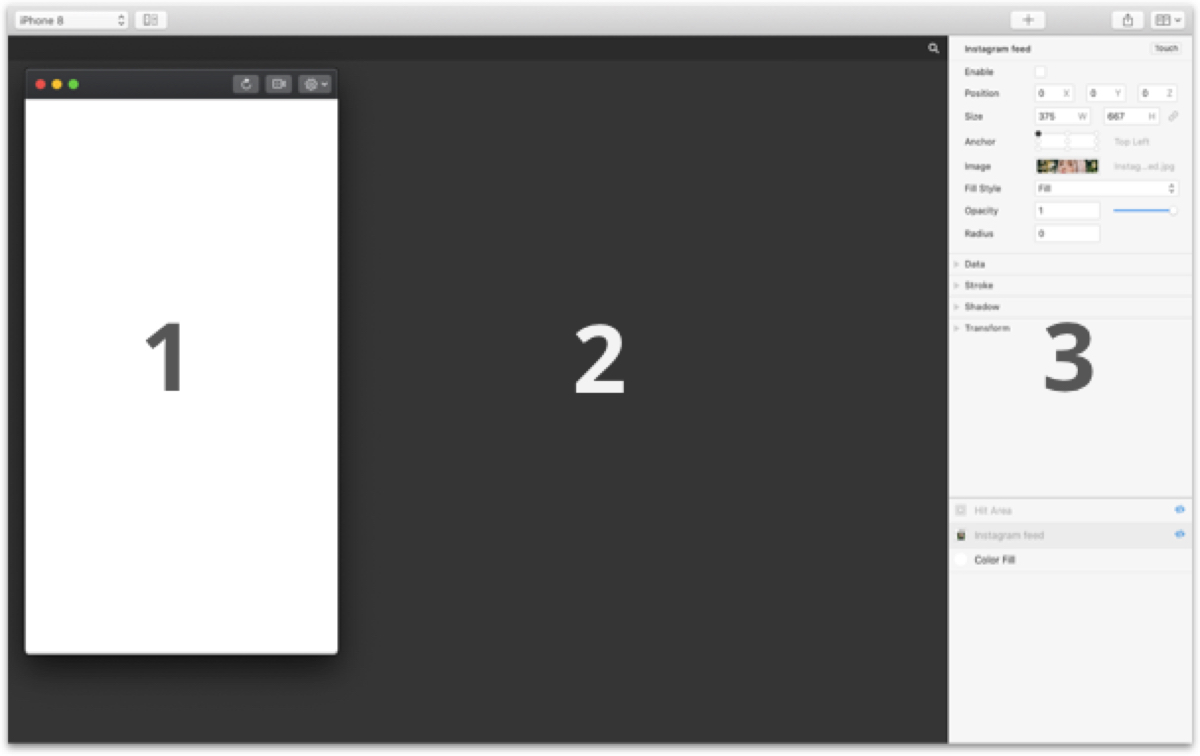 iPhone 8
Instagram feed Touch
Enable
Position 0 X 0 Y 0 Z
Size 375 W 667 H
Anchor Top Left
Image Instag...ed.jpg
Fill Style Fill
Opacity 1
Radius 0
Data
Stroke
Shadow
Transform
1 2 3
Hit Area
Instagram feed
Color Fill